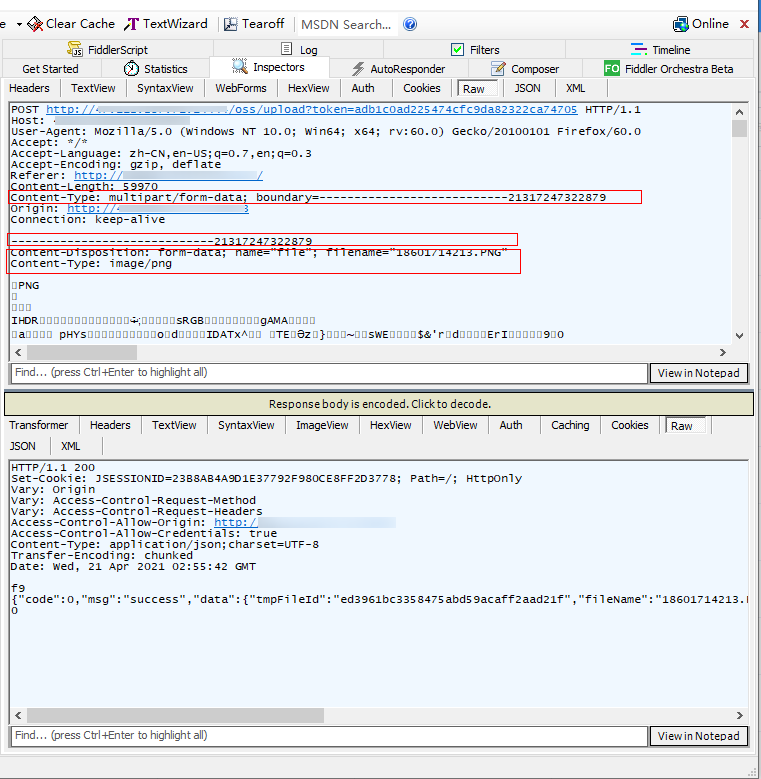 e Clear Cache TextWizard Tearoff MSDN Search... Online
FiddlerScript Log Filters Timeline
Get Started Statistics Inspectors AutoResponder Composer FO Fiddler Orchestra Beta
Headers TextView SyntaxView WebForms HexView Auth Cookies Raw JSON XML
POST http:// /oss/upload?token=adb1c0ad225474cfc9da82322ca74705 HTTP/1.1
Host:
User-Agent: Mozilla/5.0 (Windows NT 10.0; Win64; x64; rv:60.0) Gecko/20100101 Firefox/60.0
Accept: */*
Accept-Language: zh-CN,en-US;q=0.7,en;q=0.3
Accept-Encoding: gzip, deflate
Referer: http:// /
Content-Length: 59970
Content-Type: multipart/form-data; boundary=---------------------------21317247322879
Origin: http://
Connection: keep-alive
-----------------------------21317247322879
Content-Disposition: form-data; name="file"; filename="18601714213.PNG"
Content-Type: image/png
PNG
IHDR sRGB gAMA
a pHYs o d IDATx^ TE z } ~ sWE $&'r d ErI 9 O
Find... (press Ctrl+Enter to highlight all) View in Notepad
Response body is encoded. Click to decode.
Transformer Headers TextView SyntaxView ImageView HexView WebView Auth Caching Cookies Raw
JSON XML
HTTP/1.1 200
Set-Cookie: JSESSIONID=23B8AB4A9D1E37792F980CE8FF2D3778; Path=/; HttpOnly
Vary: Origin
Vary: Access-Control-Request-Method
Vary: Access-Control-Request-Headers
Access-Control-Allow-Origin: http:/
Access-Control-Allow-Credentials: true
Content-Type: application/json;charset=UTF-8
Transfer-Encoding: chunked
Date: Wed, 21 Apr 2021 02:55:42 GMT
f9
{"code":0,"msg":"success","data":{"tmpFileId":"ed3961bc3358475abd59acaff2aad21f","fileName":"18601714213.
0
Find... (press Ctrl+Enter to highlight all) View in Notepad